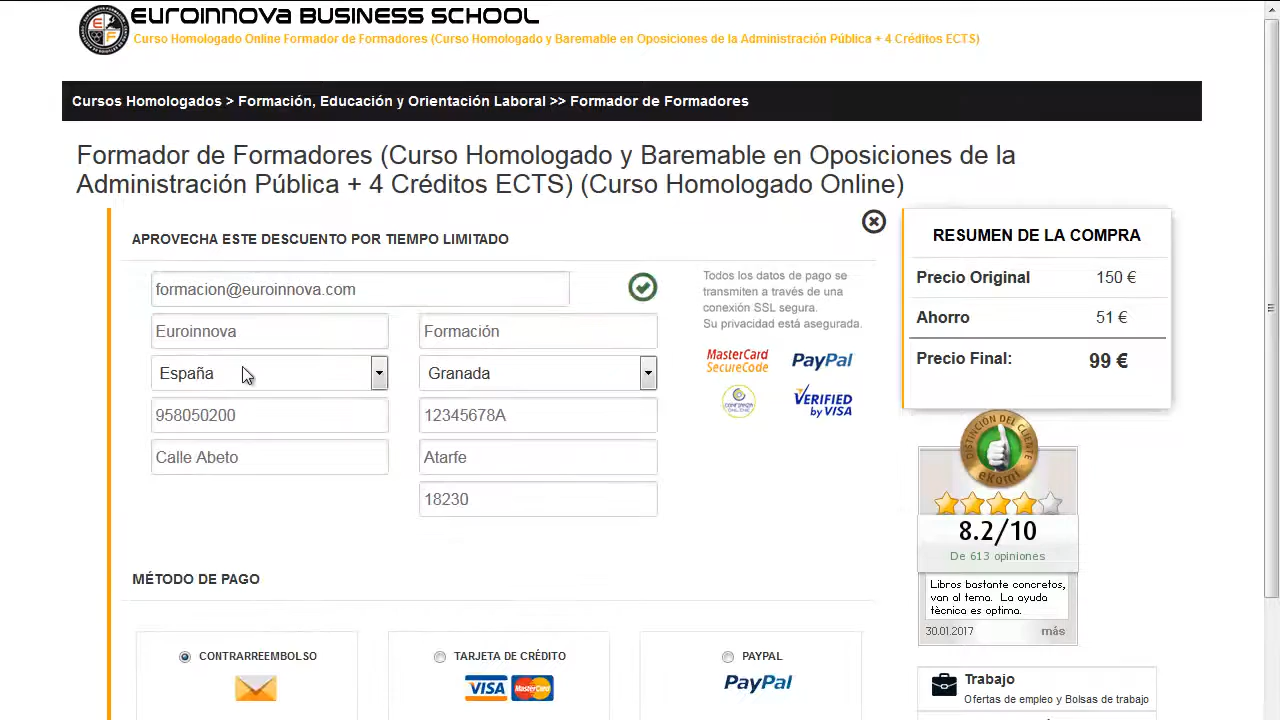 EUROINNOVA BUSINESS SCHOOL
Curso Homologado Online Formador de Formadores (Curso Homologado y Baremable en Oposiciones de la Administración Pública + 4 Créditos ECTS)
Cursos Homologados > Formación, Educación y Orientación Laboral >> Formador de Formadores
Formador de Formadores (Curso Homologado y Baremable en Oposiciones de la
Administración Pública + 4 Créditos ECTS) (Curso Homologado Online)
APROVECHA ESTE DESCUENTO POR TIEMPO LIMITADO
formacion@euroinnova.com
Euroinnova
Formación
España
Granada
958050200
12345678A
Calle Abeto
Atarfe
18230
Todos los datos de pago se
transmiten a través de una
conexión SSL segura.
Su privacidad está asegurada.
MasterCard
SecureCode
PayPal
CONFIANZA
ONLINE
VERIFIED
by VISA
RESUMEN DE LA COMPRA
Precio Original 150 €
Ahorro 51 €
Precio Final: 99 €
DISTINCIÓN DEL CLIENTE
eKomi
8.2/10
De 613 opiniones
Libros bastante concretos,
van al tema. La ayuda
tècnica es optima.
30.01.2017 más
Trabajo
Ofertas de empleo y Bolsas de trabajo
MÉTODO DE PAGO
CONTRARREEMBOLSO
TARJETA DE CRÉDITO
VISA MasterCard
PAYPAL
PayPal